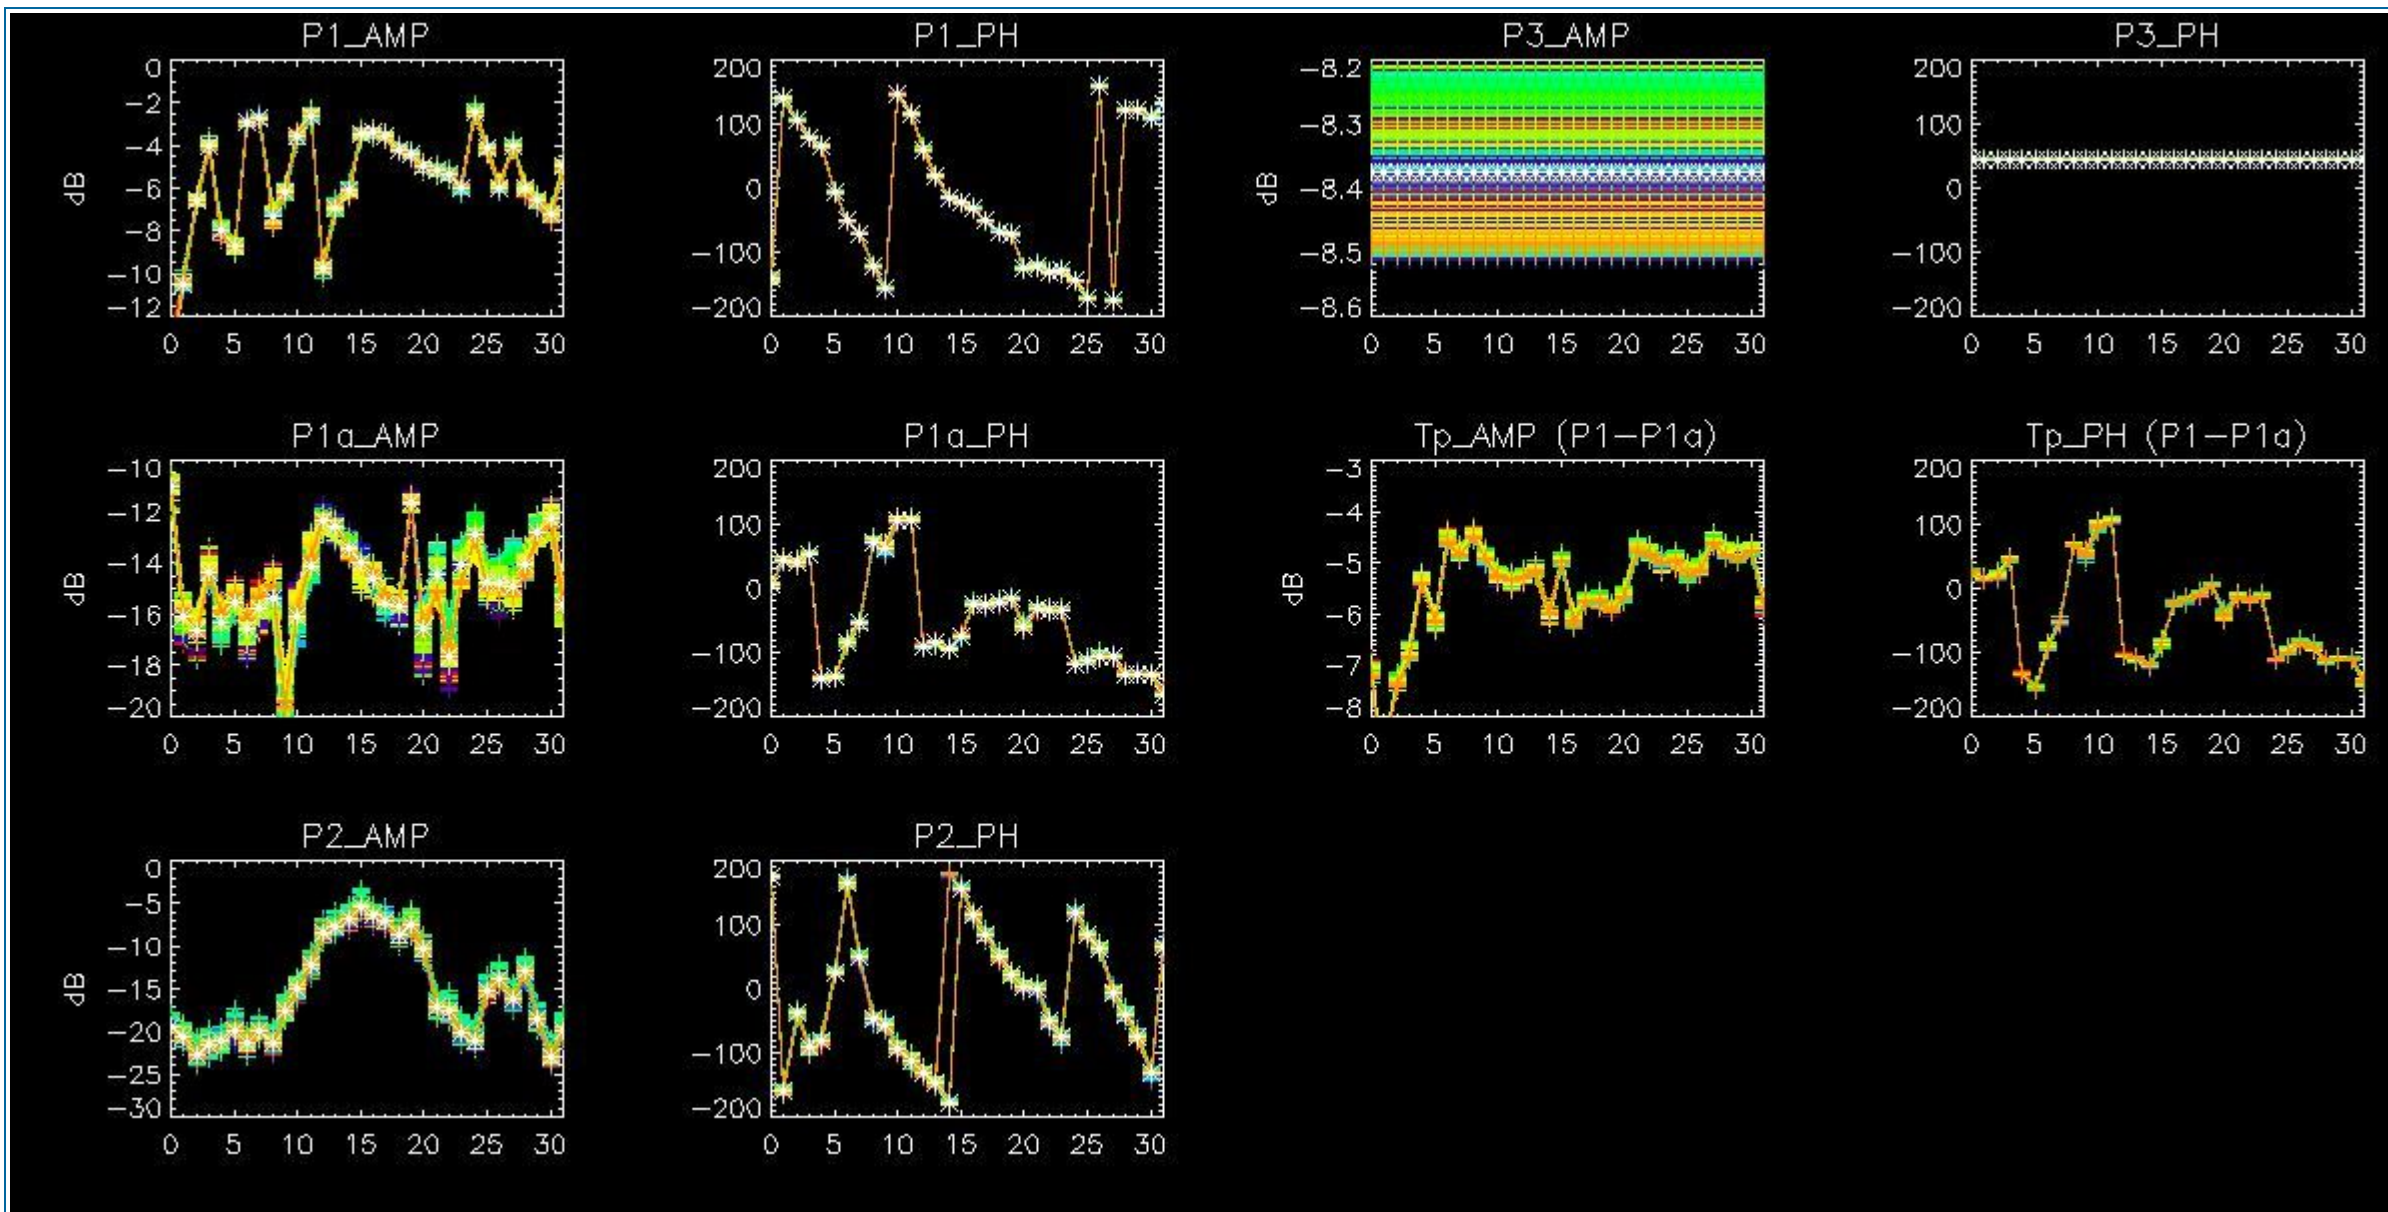 P1_AMP
dB
0
−2
−4
−6
−8
−10
−12
0 5 10 15 20 25 30
P1_PH
200
100
0
−100
−200
0 5 10 15 20 25 30
P3_AMP
dB
−8.2
−8.3
−8.4
−8.5
−8.6
0 5 10 15 20 25 30
P3_PH
200
100
0
−100
−200
0 5 10 15 20 25 30
P1a_AMP
dB
−10
−12
−14
−16
−18
−20
0 5 10 15 20 25 30
P1a_PH
200
100
0
−100
−200
0 5 10 15 20 25 30
Tp_AMP (P1−P1a)
dB
−3
−4
−5
−6
−7
−8
0 5 10 15 20 25 30
Tp_PH (P1−P1a)
200
100
0
−100
−200
0 5 10 15 20 25 30
P2_AMP
dB
0
−5
−10
−15
−20
−25
−30
0 5 10 15 20 25 30
P2_PH
200
100
0
−100
−200
0 5 10 15 20 25 30